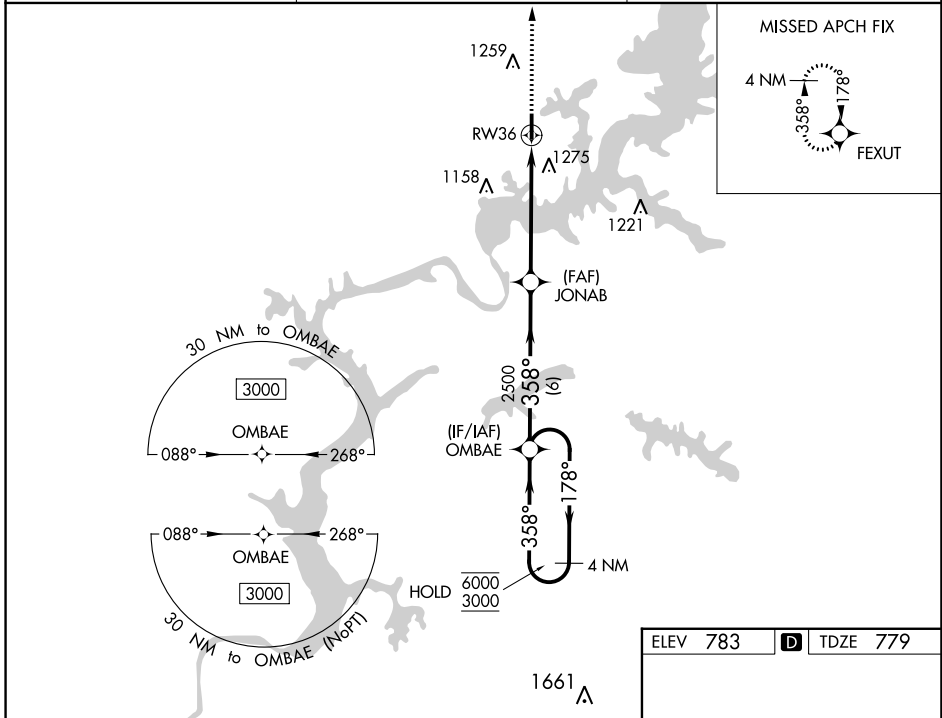 MISSED APCH FIX
4 NM
358°
178°
FEXUT
1259
RW36
1275
1158
1221
(FAF)
JONAB
30 NM to OMBAE
3000
OMBAE
088°
268°
2500
358°
(6)
(IF/IAF)
OMBAE
178°
358°
4 NM
HOLD
6000
3000
088°
268°
OMBAE
3000
30 NM to OMBAE (NoPT)
1661
ELEV 783 D TDZE 779